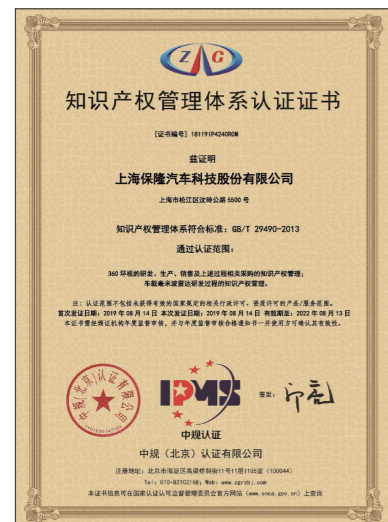 ZG
知识产权管理体系认证证书
[证书编号] 18119IP4240R0M
兹证明
上海保隆汽车科技股份有限公司
上海市松江区沈砖公路 5500 号
知识产权管理体系符合标准：GB/T 29490-2013
通过认证范围：
360 环视的研发、生产、销售及上述过程相关采购的知识产权管理；
车载毫米波雷达研发过程的知识产权管理。
注：认证范围不包括未获得有效的国家规定的相关行政许可、资质许可的产品/服务范围。
首次发证日期：2019 年 08 月 14 日 本次发证日期：2019 年 08 月 14 日 有效期至：2022 年 08 月 13 日
本证书需经颁证机构年度监督审核，并与年度监督审核合格通知书一并使用方可确认其有效性。
中规(北京)认证有限公司
IPMS
签发：
中规认证
中规（北京）认证有限公司
注册地址：北京市海淀区高梁桥斜街11号11层1105室（100044）
Tel：010-82102168；Web：www.zgrzbj.com
本证书信息可在国家认证认可监督管理委员会官方网站（www.cnca.gov.cn）上查询